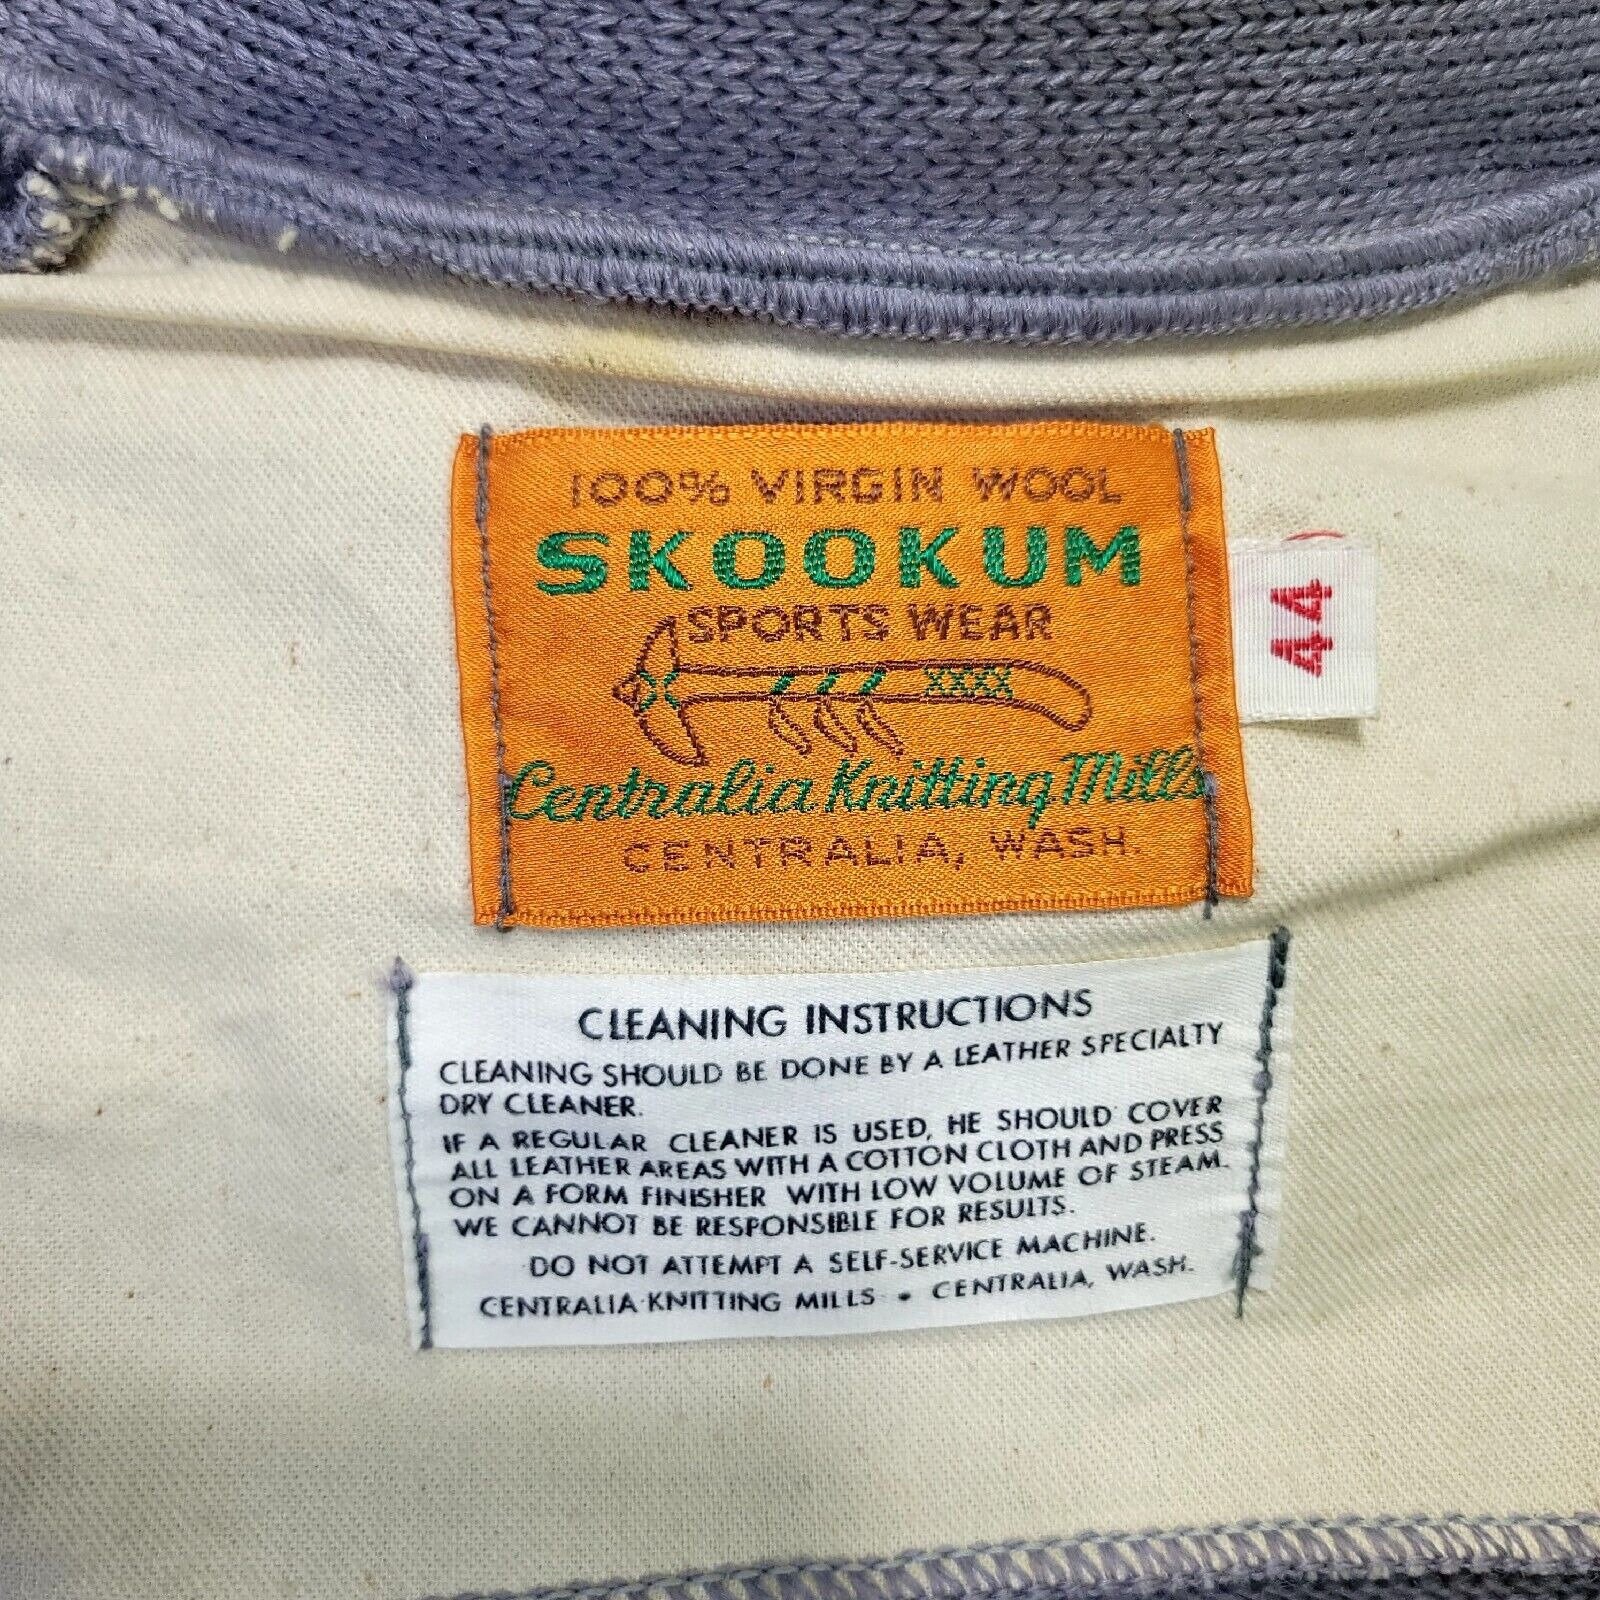 100% VIRGIN WOOL
SKOOKUM
SPORTS WEAR
XXXX
Centralia Knitting Mills
CENTRALIA, WASH.
44
CLEANING INSTRUCTIONS
CLEANING SHOULD BE DONE BY A LEATHER SPECIALTY
DRY CLEANER.
IF A REGULAR CLEANER IS USED, HE SHOULD COVER
ALL LEATHER AREAS WITH A COTTON CLOTH AND PRESS
ON A FORM FINISHER WITH LOW VOLUME OF STEAM.
WE CANNOT BE RESPONSIBLE FOR RESULTS.
DO NOT ATTEMPT A SELF-SERVICE MACHINE.
CENTRALIA KNITTING MILLS • CENTRALIA, WASH.